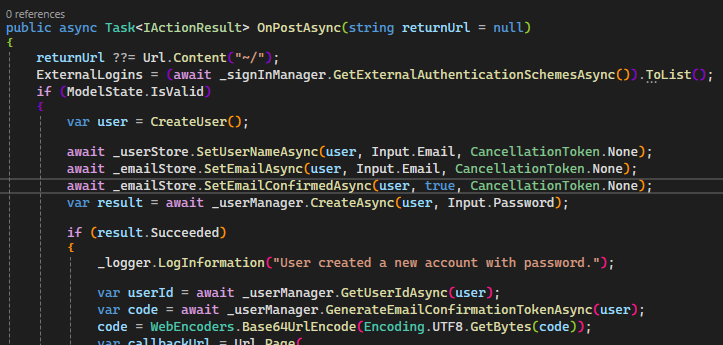 0 references
public async Task<IActionResult> OnPostAsync(string returnUrl = null)
{
returnUrl ??= Url.Content("~/");
ExternalLogins = (await _signInManager.GetExternalAuthenticationSchemesAsync()).ToList();
if (ModelState.IsValid)
{
var user = CreateUser();
await _userStore.SetUserNameAsync(user, Input.Email, CancellationToken.None);
await _emailStore.SetEmailAsync(user, Input.Email, CancellationToken.None);
await _emailStore.SetEmailConfirmedAsync(user, true, CancellationToken.None);
var result = await _userManager.CreateAsync(user, Input.Password);
if (result.Succeeded)
{
_logger.LogInformation("User created a new account with password.");
var userId = await _userManager.GetUserIdAsync(user);
var code = await _userManager.GenerateEmailConfirmationTokenAsync(user);
code = WebEncoders.Base64UrlEncode(Encoding.UTF8.GetBytes(code));
var callbackUrl = Url.Page(